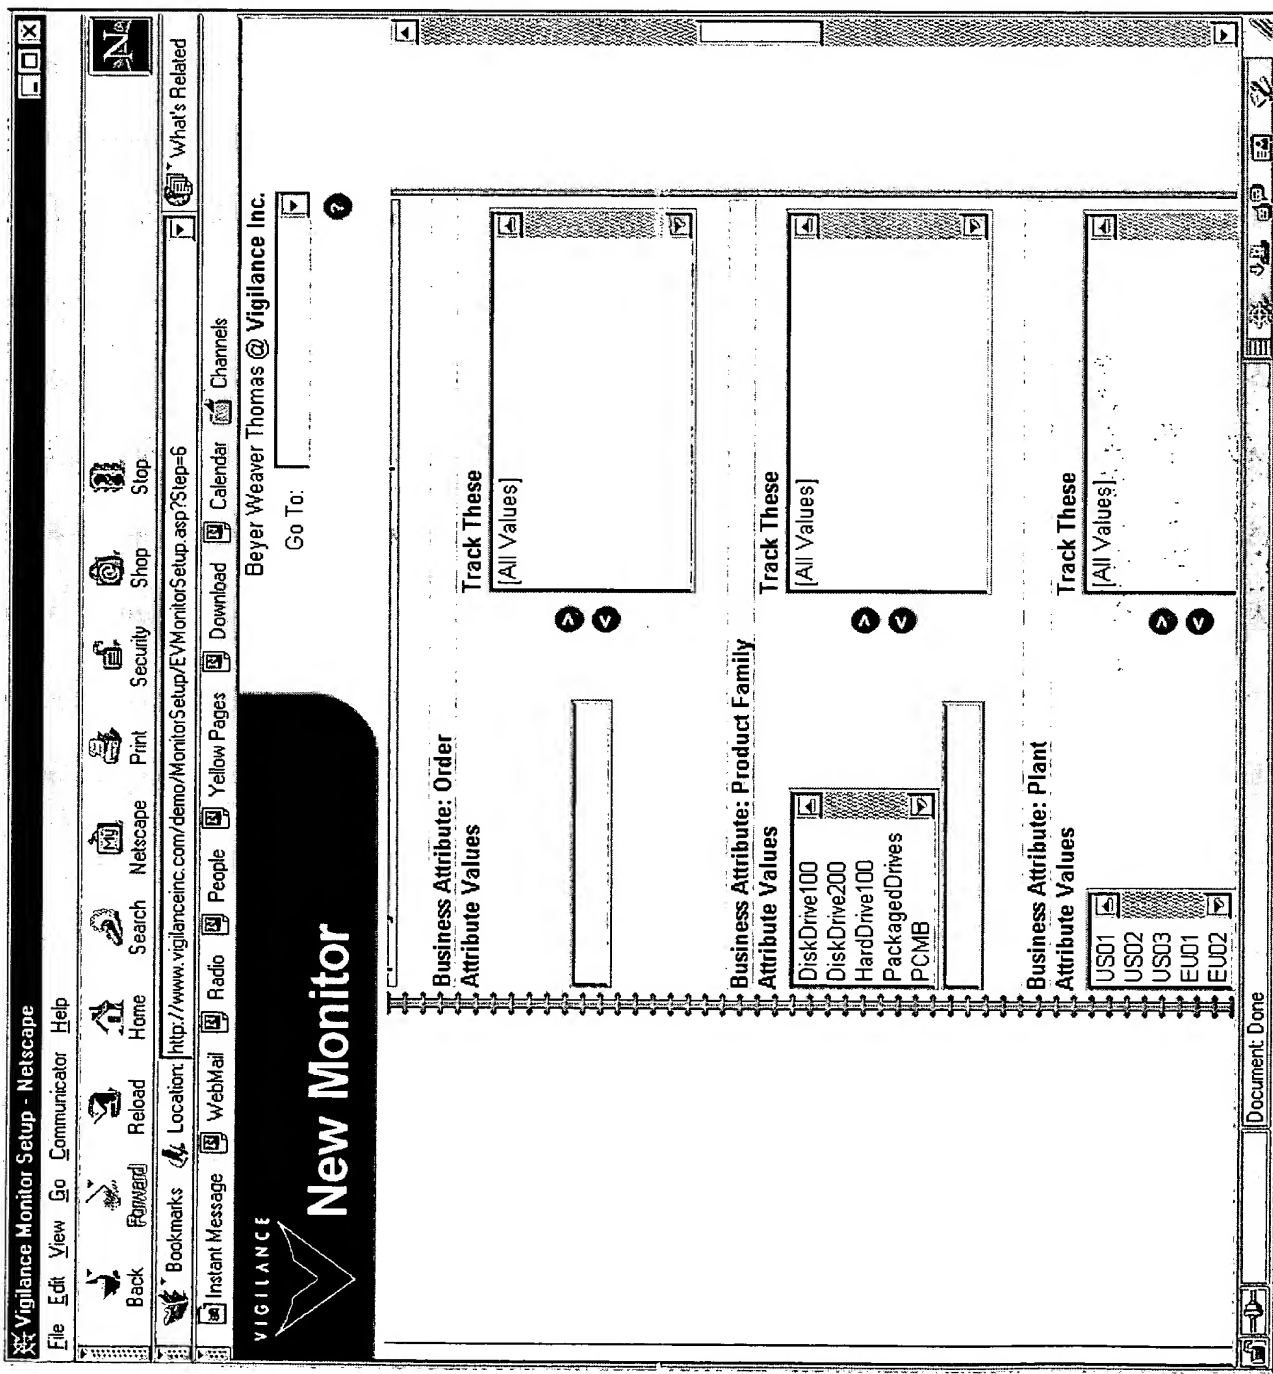 Vigilance Monitor Setup - Netscape
File Edit View Go Communicator Help
Back Forward Reload Home Search Netscape Print Security Shop Stop
Bookmarks Location: http://www.vigilanceinc.com/demo/MonitorSetup/EVMonitorSetup.asp?Step=6 What's Related
Instant Message WebMail Radio People Yellow Pages Download Calendar Channels
VIGILANCE
New Monitor
Beyer Weaver Thomas @ Vigilance Inc.
Go To:
?
Business Attribute: Order
Attribute Values Track These
[All Values]
Business Attribute: Product Family
Attribute Values Track These
DiskDrive100 [All Values]
DiskDrive200
HardDrive100
PackagedDrives
PCMB
Business Attribute: Plant
Attribute Values Track These
US01 [All Values]
US02
US03
EU01
EU02
Document: Done